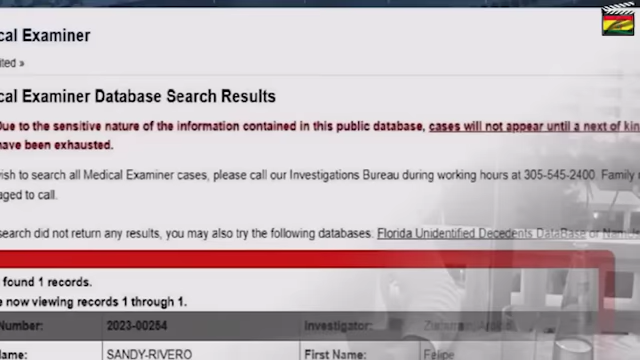 cal Examiner
ited »
cal Examiner Database Search Results
Due to the sensitive nature of the information contained in this public database, cases will not appear until a next of kin
have been exhausted.
wish to search all Medical Examiner cases, please call our Investigations Bureau during working hours at 305-545-2400. Family
aged to call.
search did not return any results, you may also try the following databases: Florida Unidentified Decedents DataBase or
found 1 records.
e now viewing records 1 through 1.
Number: 2023-00254 Investigator:
ame: SANDY-RIVERO First Name: Felipe